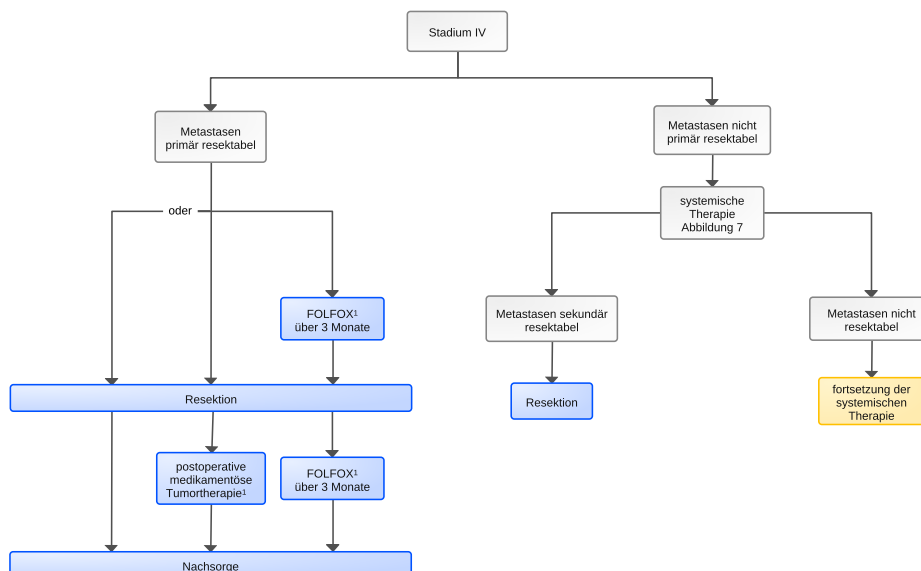 Stadium IV
Metastasen
primär resektabel
Metastasen nicht
primär resektabel
systemische
Therapie
Abbildung 7
oder
FOLFOX¹
über 3 Monate
Metastasen sekundär
resektabel
Metastasen nicht
resektabel
Resektion
Resektion
fortsetzung der
systemischen
Therapie
postoperative
medikamentöse
Tumortherapie¹
FOLFOX¹
über 3 Monate
Nachsorge